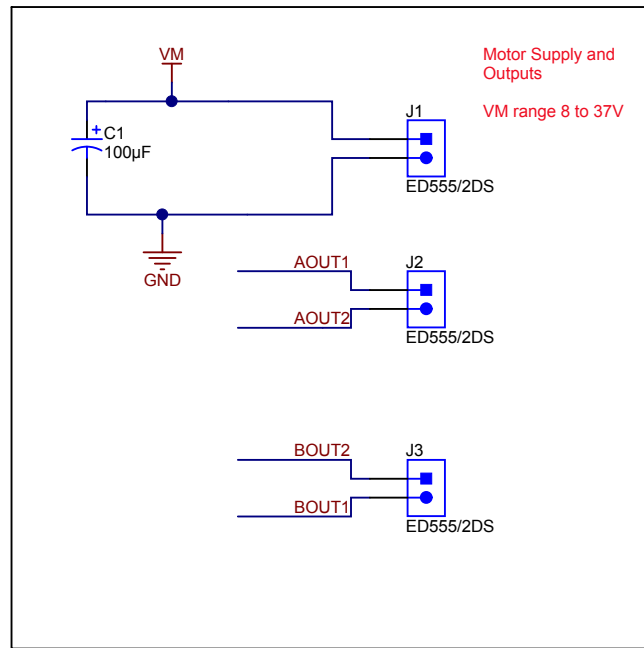 VM
Motor Supply and
Outputs
VM range 8 to 37V
J1
+
C1
100µF
ED555/2DS
GND
AOUT1
J2
AOUT2
ED555/2DS
BOUT2
J3
BOUT1
ED555/2DS